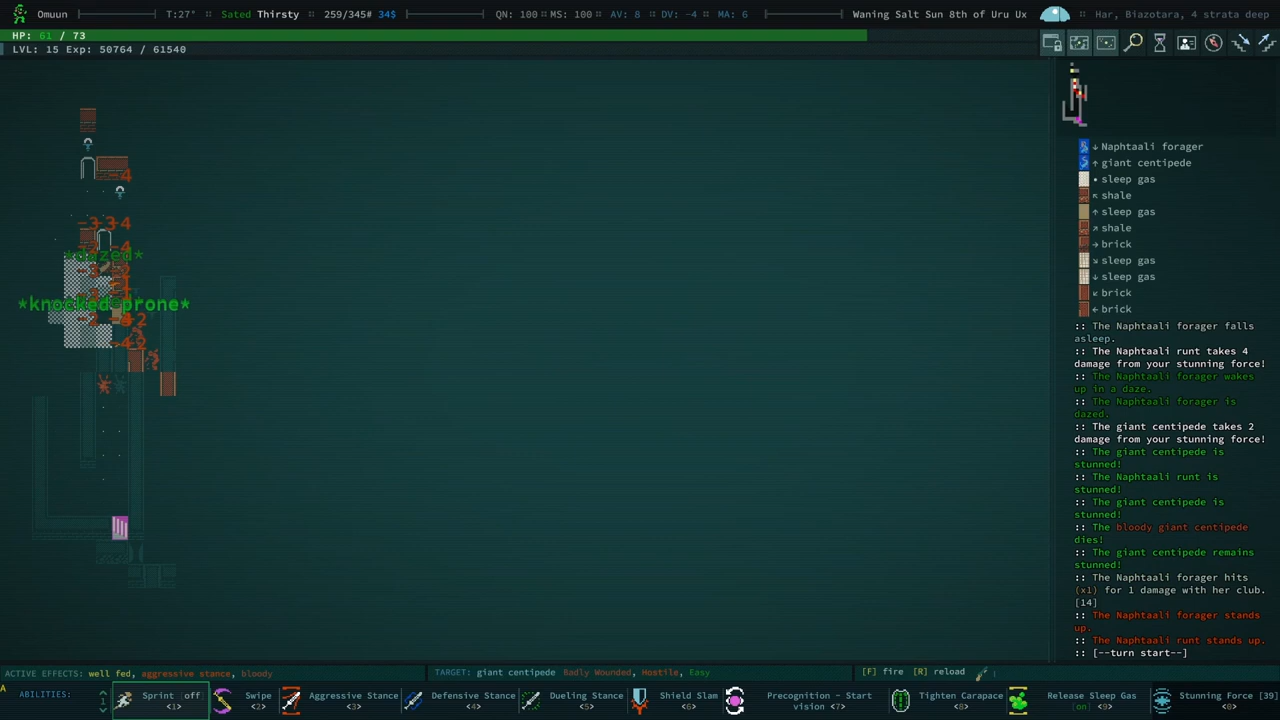 Omuun T:27° :: Sated Thirsty :: 259/345# 34$ QN: 100 :: MS: 100 :: AV: 8 :: DV: -4 :: MA: 6 Waning Salt Sun 8th of Uru Ux :: Har, Biazotara, 4 strata deep
HP: 61 / 73
LVL: 15 Exp: 50764 / 61540
↓ Naphtaali forager
↑ giant centipede
• sleep gas
↖ shale
↑ sleep gas
↗ shale
→ brick
↘ sleep gas
↓ sleep gas
↙ brick
← brick
*dazed*
*knocked prone*
:: The Naphtaali forager falls
asleep.
:: The Naphtaali runt takes 4
damage from your stunning force!
:: The Naphtaali forager wakes
up in a daze.
:: The Naphtaali forager is
dazed.
:: The giant centipede takes 2
damage from your stunning force!
:: The giant centipede is
stunned!
:: The Naphtaali runt is
stunned!
:: The giant centipede is
stunned!
:: The bloody giant centipede
dies!
:: The giant centipede remains
stunned!
:: The Naphtaali forager hits
(x1) for 1 damage with her club.
[14]
:: The Naphtaali forager stands
up.
:: The Naphtaali runt stands up.
:: [--turn start--]
ACTIVE EFFECTS: well fed, aggressive stance, bloody TARGET: giant centipede Badly Wounded, Hostile, Easy [F] fire [R] reload
A ABILITIES: 1 Sprint [off] <1> Swipe <2> Aggressive Stance <3> Defensive Stance <4> Dueling Stance <5> Shield Slam <6> Precognition - Start vision <7> Tighten Carapace <8> Release Sleep Gas [on] <9> Stunning Force [39] <0>